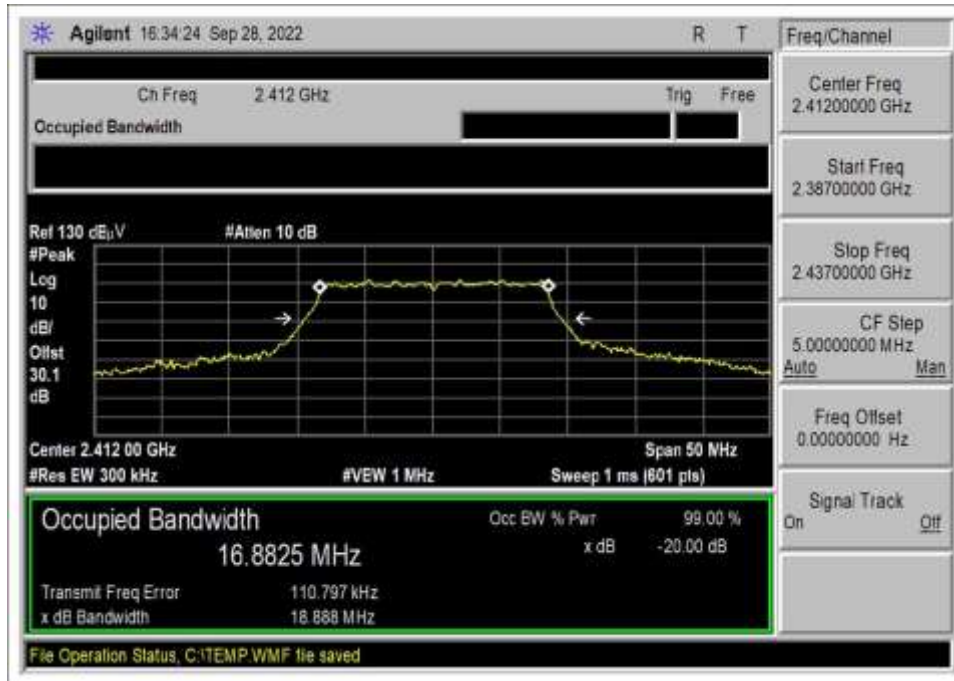 Agilent 16:34:24 Sep 28, 2022 R T
Freq/Channel
Ch Freq 2.412 GHz Trig Free
Occupied Bandwidth
Center Freq
2.41200000 GHz
Start Freq
2.38700000 GHz
Stop Freq
2.43700000 GHz
CF Step
5.00000000 MHz
Auto Man
Freq Offset
0.00000000 Hz
Signal Track
On Off
Ref 130 dBµV #Atten 10 dB
#Peak
Log
10
dB/
Offst
30.1
dB
Center 2.412 00 GHz Span 50 MHz
#Res BW 300 kHz #VBW 1 MHz Sweep 1 ms (601 pts)
Occupied Bandwidth Occ BW % Pwr 99.00 %
16.8825 MHz x dB -20.00 dB
Transmit Freq Error 110.797 kHz
x dB Bandwidth 18.888 MHz
File Operation Status, C:\TEMP.WMF file saved